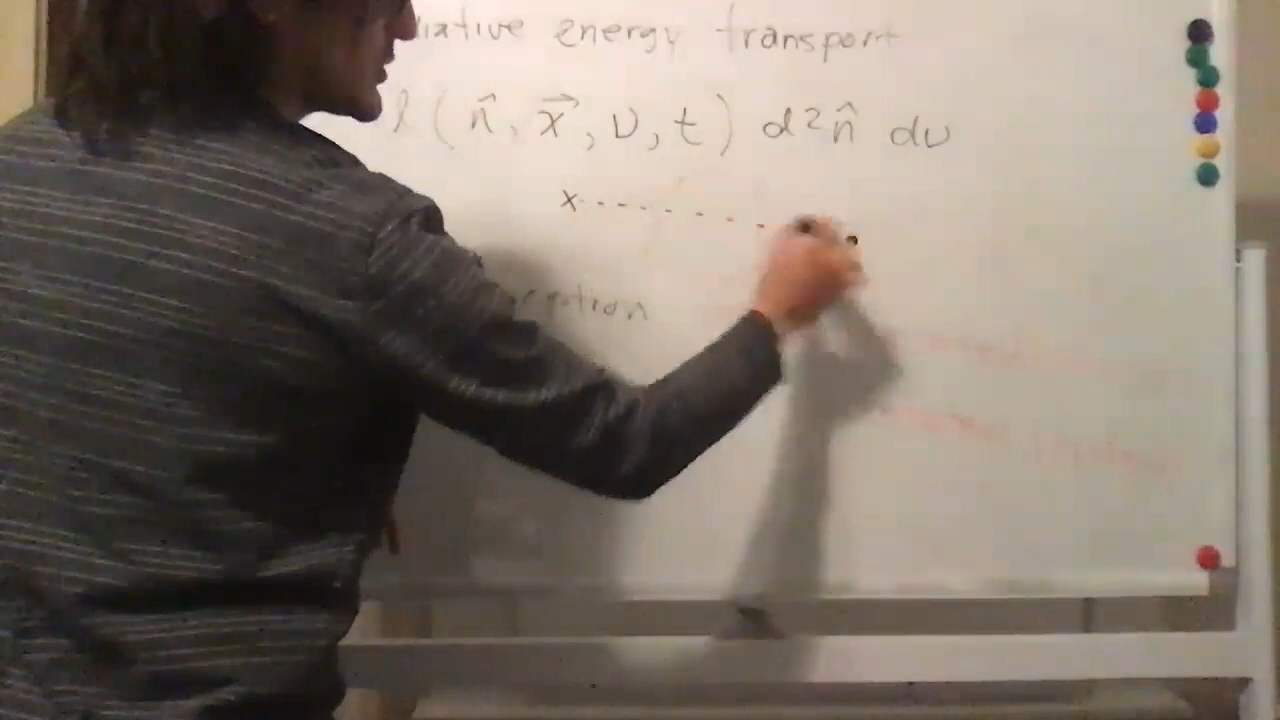 energy transport
l(n̂, x⃗, ν, t) d²n̂ dν
x